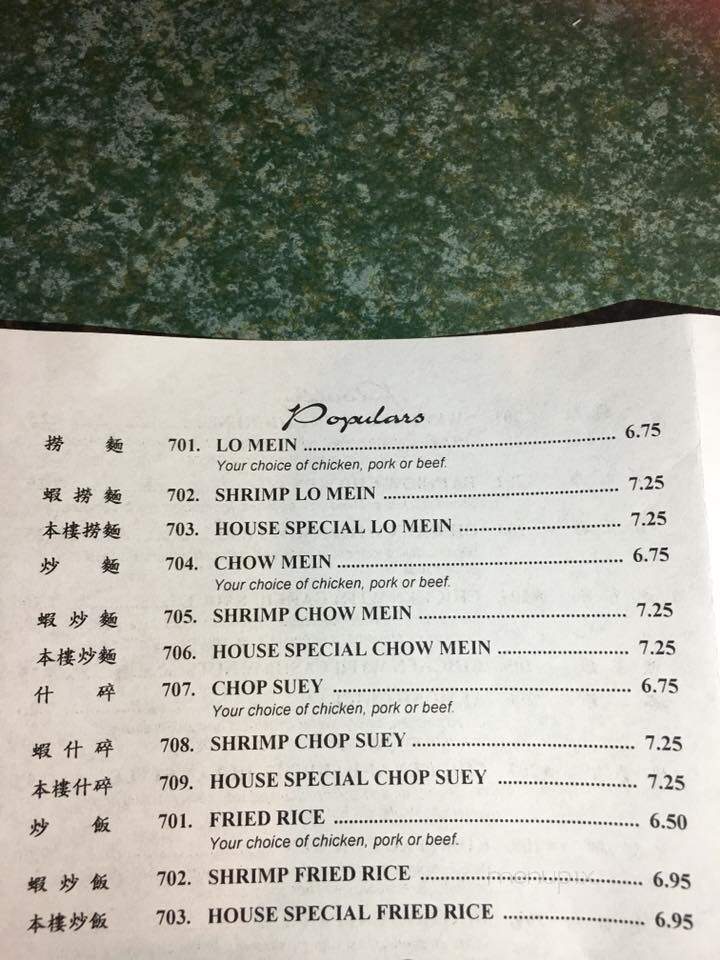 Populars
撈 麵 701. LO MEIN ........................................ 6.75
Your choice of chicken, pork or beef.
蝦 撈 麵 702. SHRIMP LO MEIN ........................................ 7.25
本樓撈麵 703. HOUSE SPECIAL LO MEIN ........................................ 7.25
炒 麵 704. CHOW MEIN ........................................ 6.75
Your choice of chicken, pork or beef.
蝦 炒 麵 705. SHRIMP CHOW MEIN ........................................ 7.25
本樓炒麵 706. HOUSE SPECIAL CHOW MEIN ........................................ 7.25
什 碎 707. CHOP SUEY ........................................ 6.75
Your choice of chicken, pork or beef.
蝦 什 碎 708. SHRIMP CHOP SUEY ........................................ 7.25
本樓什碎 709. HOUSE SPECIAL CHOP SUEY ........................................ 7.25
炒 飯 701. FRIED RICE ........................................ 6.50
Your choice of chicken, pork or beef.
蝦 炒 飯 702. SHRIMP FRIED RICE ........................................ 6.95
本樓炒飯 703. HOUSE SPECIAL FRIED RICE ........................................ 6.95